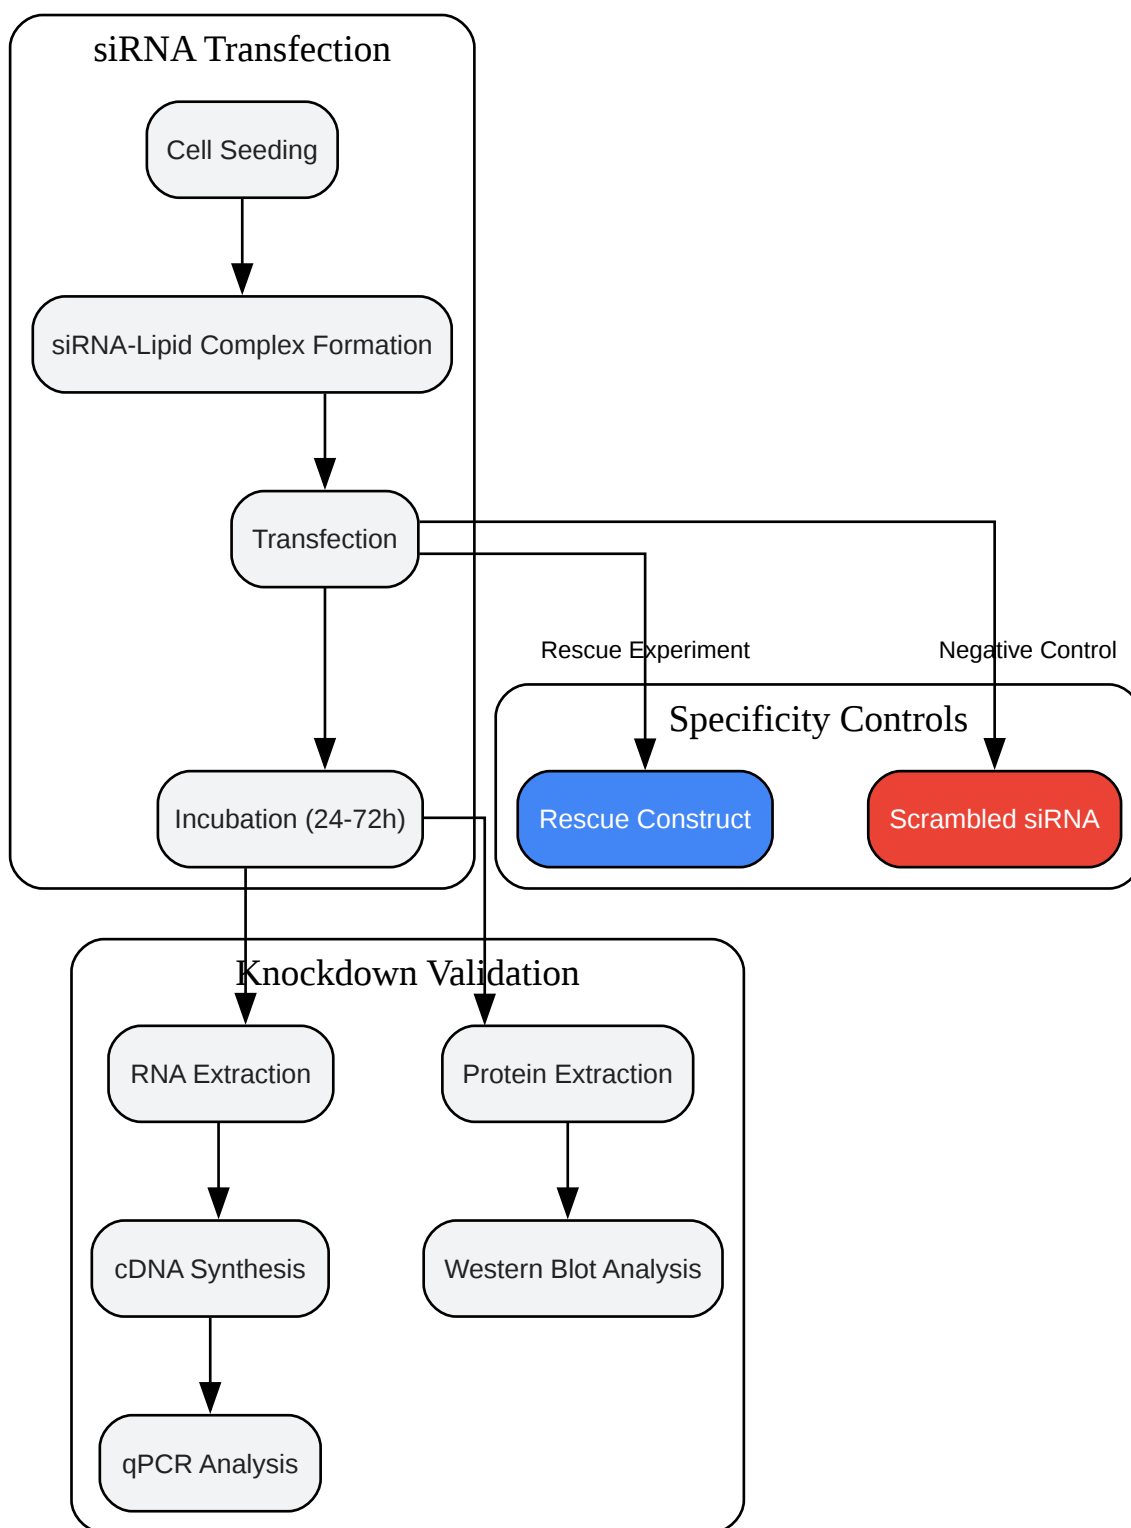 siRNA Transfection
Cell Seeding
siRNA-Lipid Complex Formation
Transfection
Rescue Experiment
Negative Control
Specificity Controls
Incubation (24-72h)
Rescue Construct
Scrambled siRNA
Knockdown Validation
RNA Extraction
Protein Extraction
cDNA Synthesis
Western Blot Analysis
qPCR Analysis